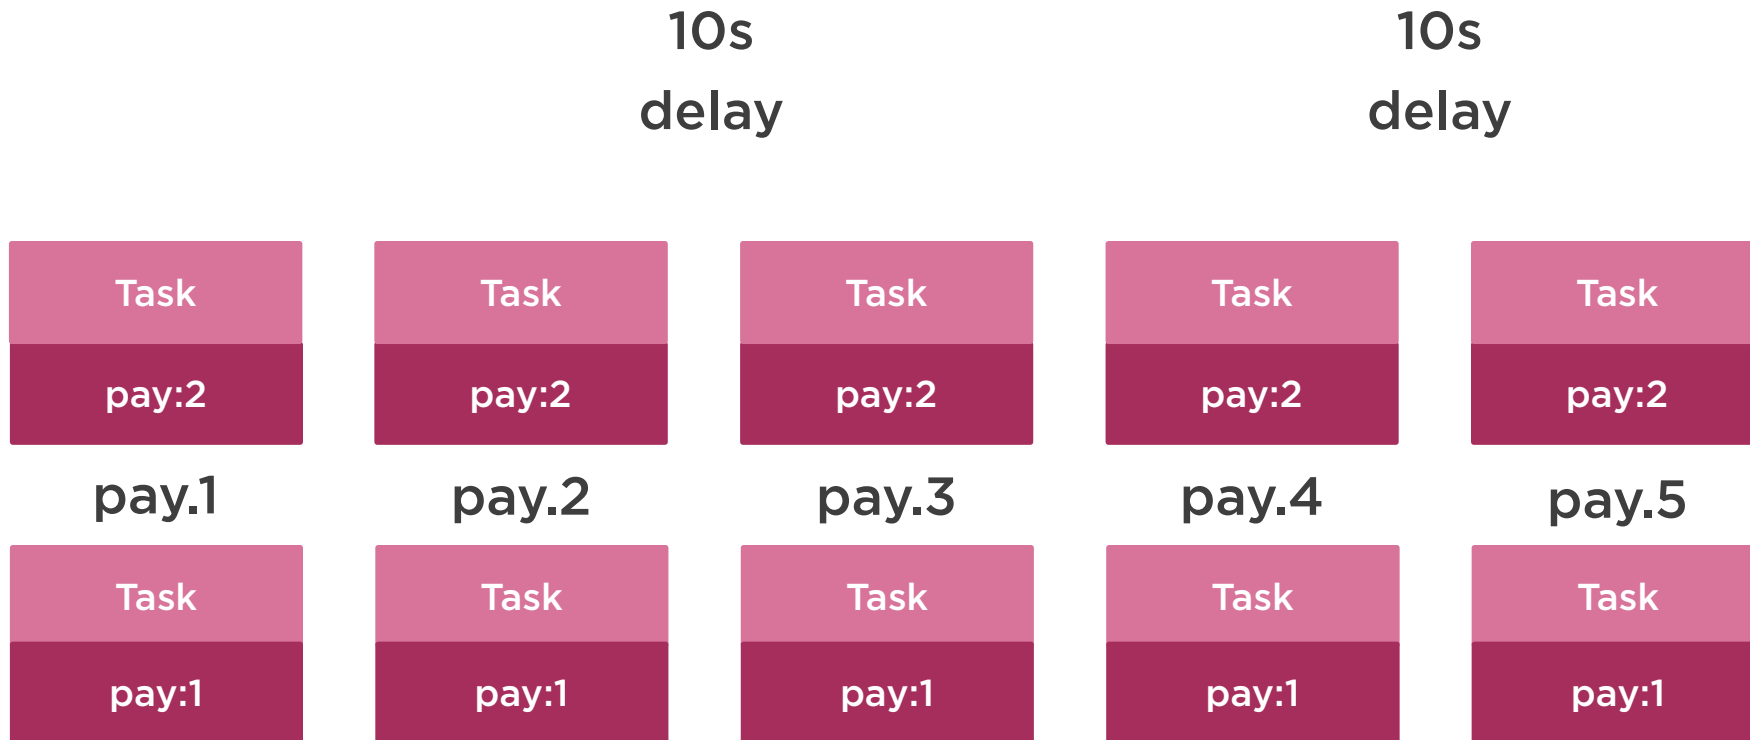 10s
delay
10s
delay
Task
Task
Task
Task
Task
pay:2
pay:2
pay:2
pay:2
pay:2
pay.1
pay.2
pay.3
pay.4
pay.5
Task
Task
Task
Task
Task
pay:1
pay:1
pay:1
pay:1
pay:1